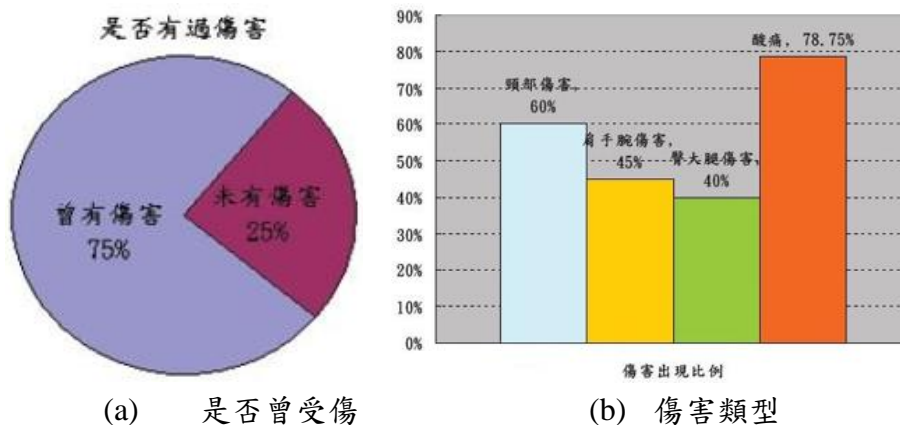 是否有過傷害
曾有傷害
75%
未有傷害
25%
90%
80%
70%
60%
50%
40%
30%
20%
10%
0%
頸部傷害,
60%
肩手腕傷害,
45%
臀大腿傷害,
40%
酸痛, 78.75%
傷害出現比例
(a) 是否曾受傷
(b) 傷害類型